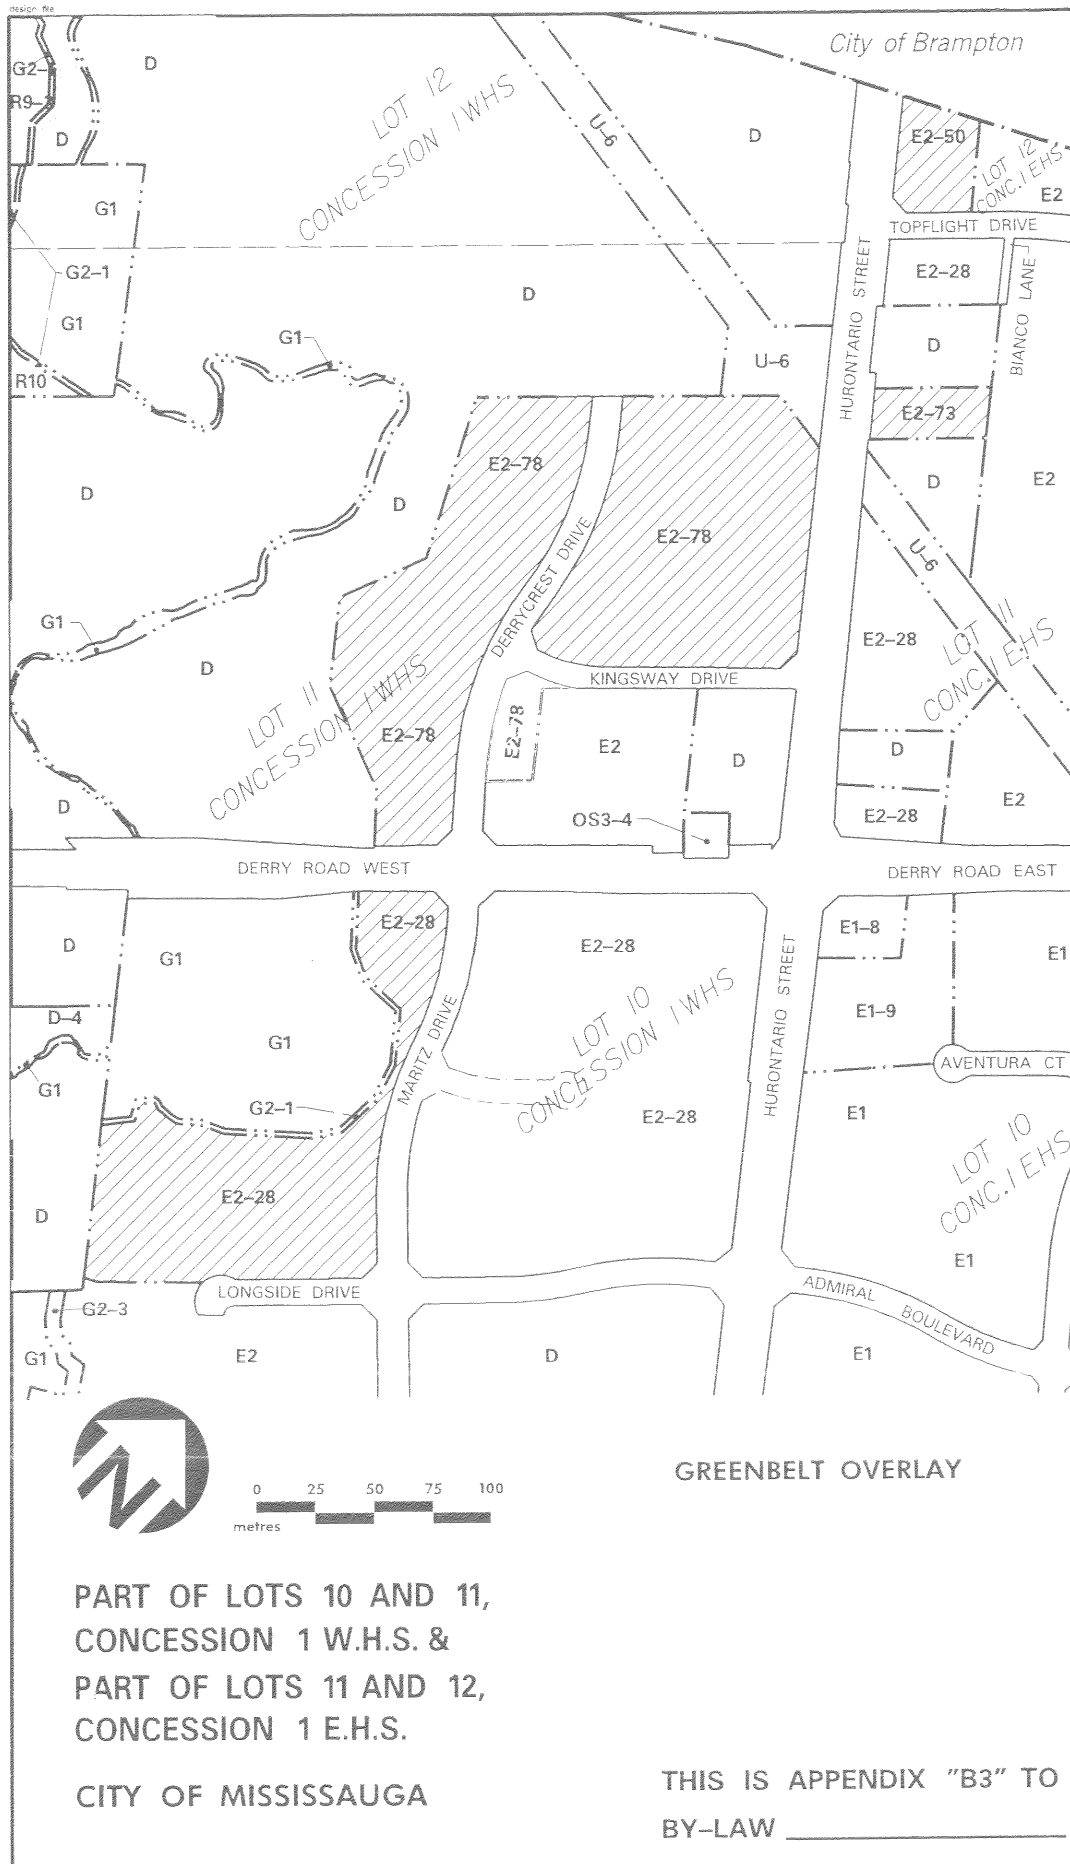 design file
City of Brampton
G2-
D
R9-
D
LOT 12
CONCESSION 1 WHS
U-6
D
E2-50
LOT 12
CONC. 1 EHS
E2
G1
TOPFLIGHT DRIVE
G2-1
E2-28
D
HURONTARIO STREET
BIANCO LANE
G1
G1
D
U-6
R10
E2-73
E2-78
D
D
D
E2
E2-78
U-6
DERRYCREST DRIVE
G1
E2-28
LOT 11
CONC. 1 EHS
D
KINGSWAY DRIVE
LOT 11
CONCESSION 1 WHS
E2-78
E2-78
E2
D
D
D
OS3-4
E2-28
E2
DERRY ROAD WEST
DERRY ROAD EAST
E2-28
E2-28
E1-8
D
G1
E1
HURONTARIO STREET
E1-9
D-4
LOT 10
CONCESSION 1 WHS
G1
MARITZ DRIVE
AVENTURA CT
G1
G2-1
E2-28
E1
LOT 10
CONC. 1 EHS
E2-28
D
E1
LONGSIDE DRIVE
ADMIRAL BOULEVARD
G2-3
G1
E2
D
E1
N
0 25 50 75 100
metres
GREENBELT OVERLAY
PART OF LOTS 10 AND 11,
CONCESSION 1 W.H.S. &
PART OF LOTS 11 AND 12,
CONCESSION 1 E.H.S.
CITY OF MISSISSAUGA
THIS IS APPENDIX "B3" TO
BY-LAW